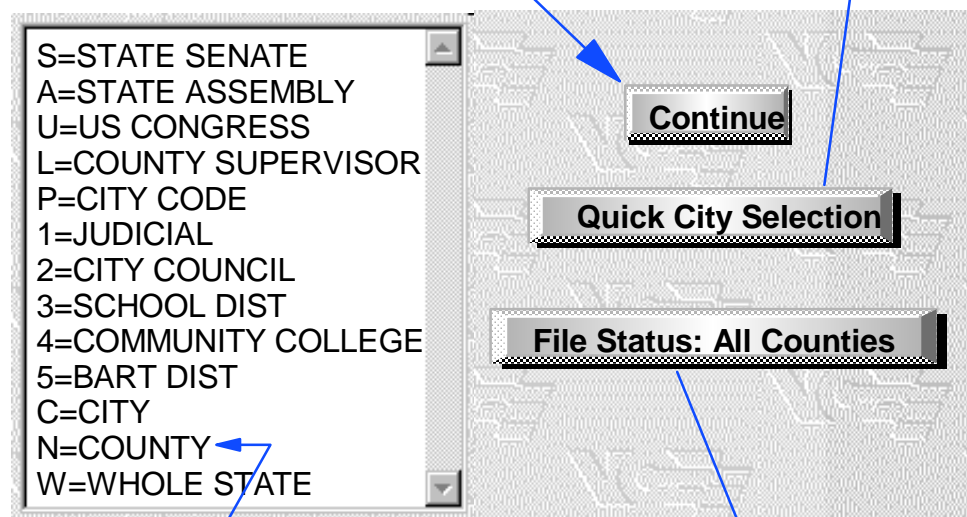 S=STATE SENATE
A=STATE ASSEMBLY
U=US CONGRESS
L=COUNTY SUPERVISOR
P=CITY CODE
1=JUDICIAL
2=CITY COUNCIL
3=SCHOOL DIST
4=COMMUNITY COLLEGE
5=BART DIST
C=CITY
N=COUNTY
W=WHOLE STATE
Continue
Quick City Selection
File Status: All Counties